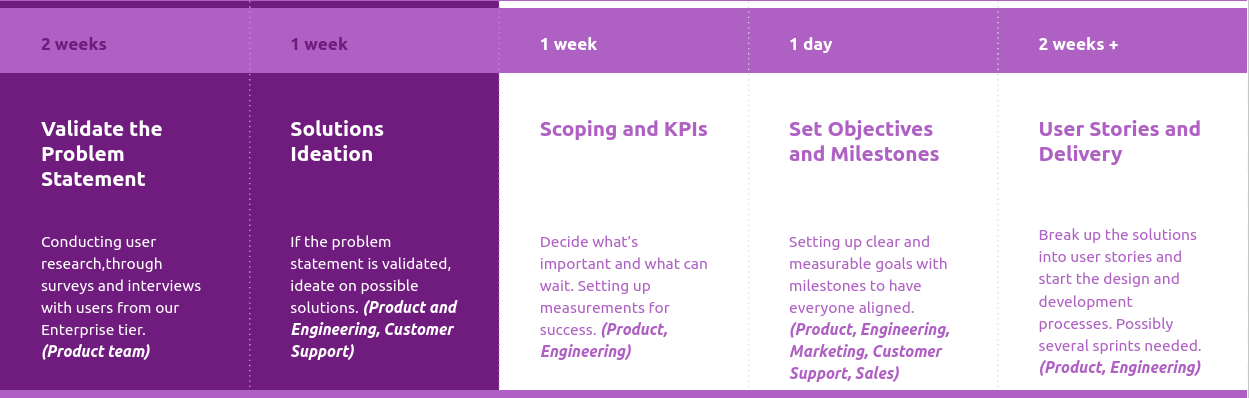 2 weeks
1 week
1 week
1 day
2 weeks +
Validate the
Problem
Statement
Conducting user
research,through
surveys and interviews
with users from our
Enterprise tier.
(Product team)
Solutions
Ideation
If the problem
statement is validated,
ideate on possible
solutions. (Product and
Engineering, Customer
Support)
Scoping and KPIs
Decide what’s
important and what can
wait. Setting up
measurements for
success. (Product,
Engineering)
Set Objectives
and Milestones
Setting up clear and
measurable goals with
milestones to have
everyone aligned.
(Product, Engineering,
Marketing, Customer
Support, Sales)
User Stories and
Delivery
Break up the solutions
into user stories and
start the design and
development
processes. Possibly
several sprints needed.
(Product, Engineering)